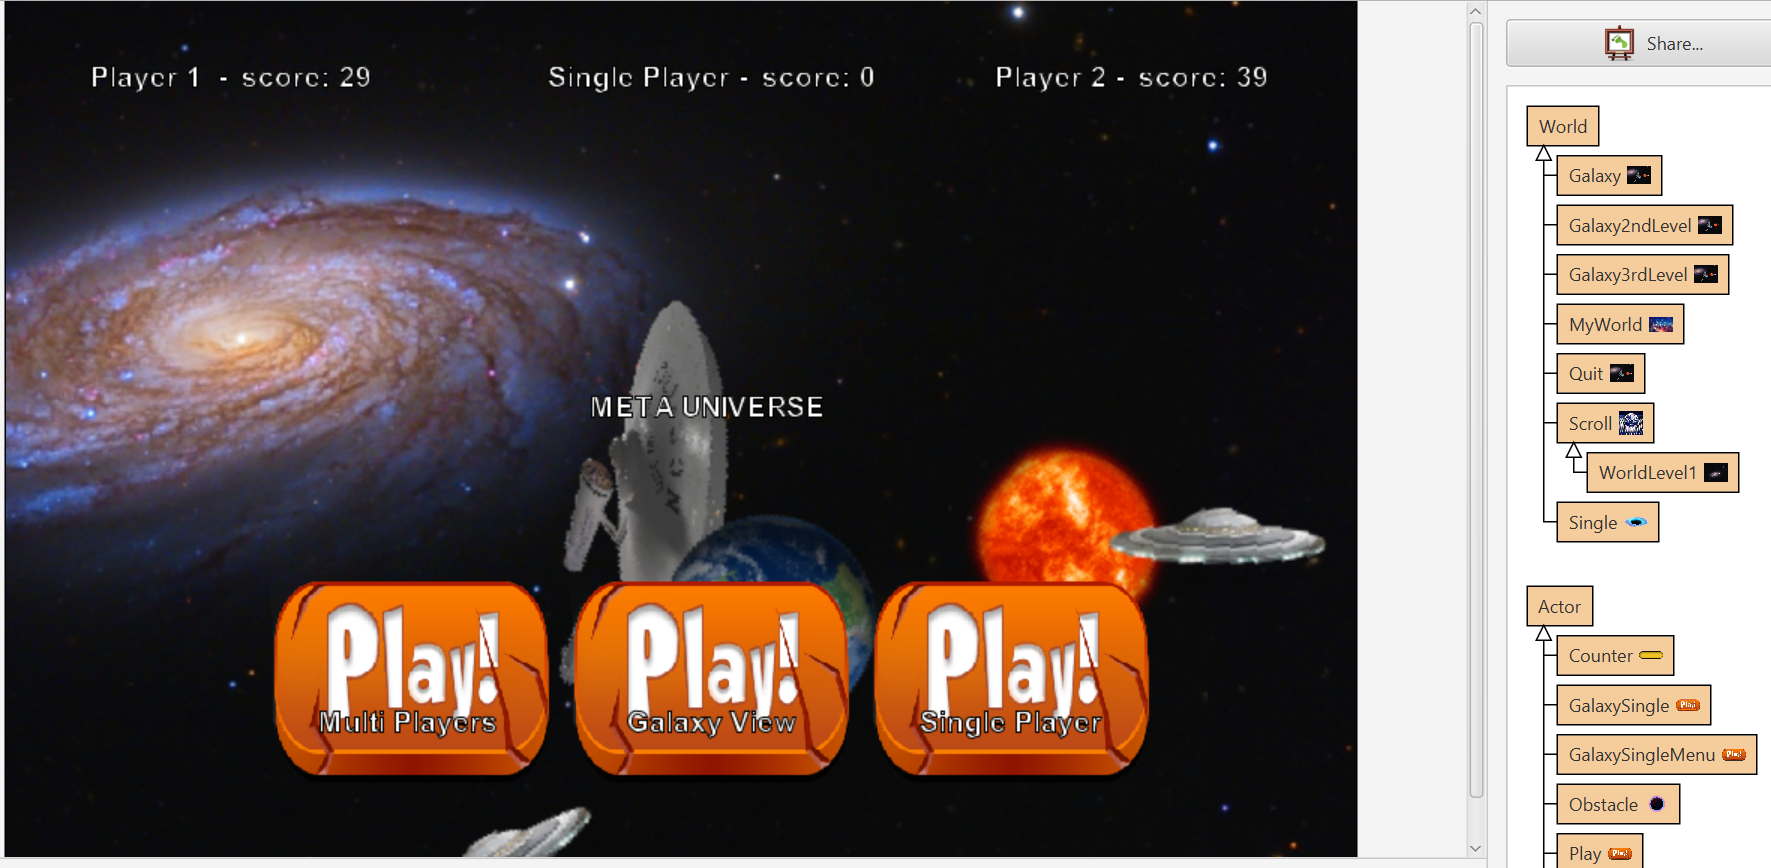 Player 1 - score: 29
Single Player - score: 0
Player 2 - score: 39
META UNIVERSE
Play!
Multi Players
Play!
Galaxy View
Play!
Single Player
Share...
World
Galaxy
Galaxy2ndLevel
Galaxy3rdLevel
MyWorld
Quit
Scroll
WorldLevel1
Single
Actor
Counter
GalaxySingle
GalaxySingleMenu
Obstacle
Play